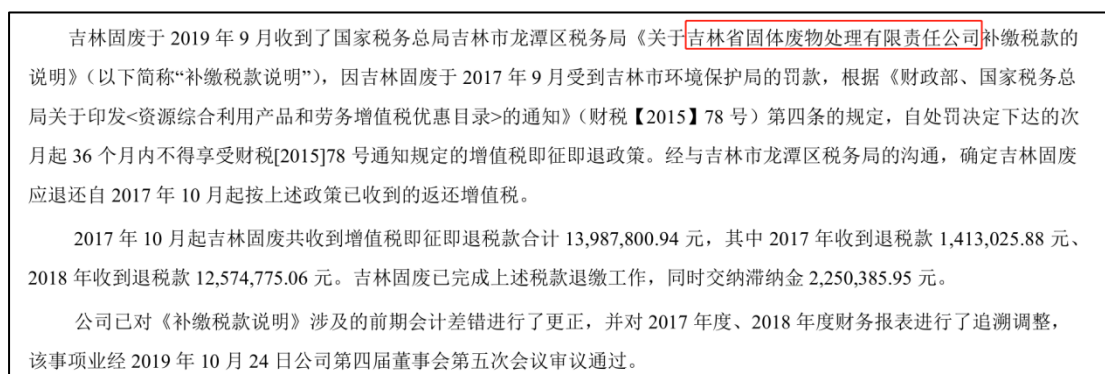 吉林固废于 2019 年 9 月收到了国家税务总局吉林市龙潭区税务局《关于吉林省固体废物处理有限责任公司补缴税款的
说明》（以下简称“补缴税款说明”），因吉林固废于 2017 年 9 月受到吉林市环境保护局的罚款，根据《财政部、国家税务总
局关于印发<资源综合利用产品和劳务增值税优惠目录>的通知》（财税【2015】78 号）第四条的规定，自处罚决定下达的次
月起 36 个月内不得享受财税[2015]78 号通知规定的增值税即征即退政策。经与吉林市龙潭区税务局的沟通，确定吉林固废
应退还自 2017 年 10 月起按上述政策已收到的返还增值税。
2017 年 10 月起吉林固废共收到增值税即征即退税款合计 13,987,800.94 元，其中 2017 年收到退税款 1,413,025.88 元、
2018 年收到退税款 12,574,775.06 元。吉林固废已完成上述税款退缴工作，同时交纳滞纳金 2,250,385.95 元。
公司已对《补缴税款说明》涉及的前期会计差错进行了更正，并对 2017 年度、2018 年度财务报表进行了追溯调整，
该事项业经 2019 年 10 月 24 日公司第四届董事会第五次会议审议通过。